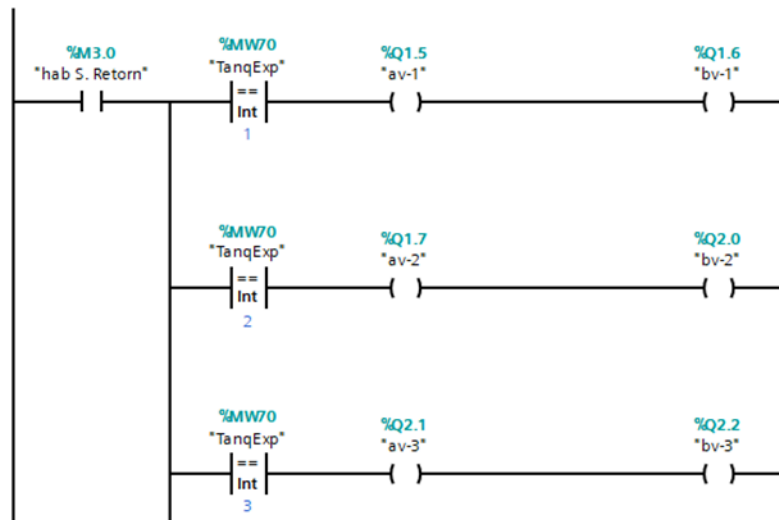 %M3.0
"hab S. Retorn"
%MW70
"TanqExp"
==
Int
1
%Q1.5
"av-1"
%Q1.6
"bv-1"
%MW70
"TanqExp"
==
Int
2
%Q1.7
"av-2"
%Q2.0
"bv-2"
%MW70
"TanqExp"
==
Int
3
%Q2.1
"av-3"
%Q2.2
"bv-3"